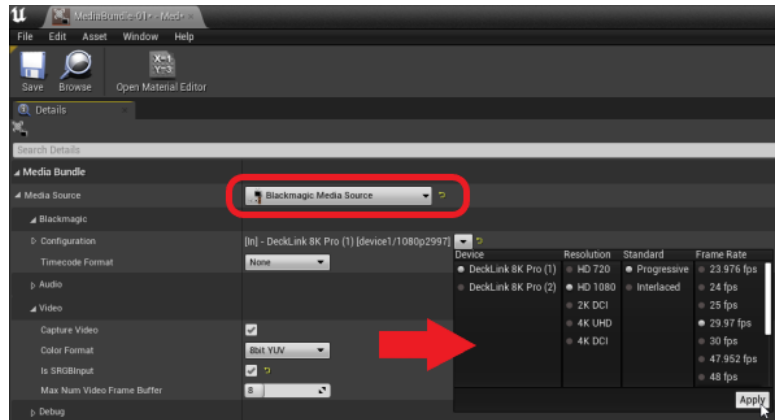 MediaBundle-01* - Med
File Edit Asset Window Help
X=1
Y=3
Save Browse Open Material Editor
Details
Search Details
Media Bundle
Media Source Blackmagic Media Source
Blackmagic
Configuration [In] - DeckLink 8K Pro (1) [device1/1080p2997]
Device Resolution Standard Frame Rate
Timecode Format None DeckLink 8K Pro (1) HD 720 Progressive 23.976 fps
Audio DeckLink 8K Pro (2) HD 1080 Interlaced 24 fps
Video 2K DCI 25 fps
Capture Video 4K UHD 29.97 fps
Color Format 8bit YUV 4K DCI 30 fps
Is SRGBInput 47.952 fps
Max Num Video Frame Buffer 8 48 fps
Debug Apply